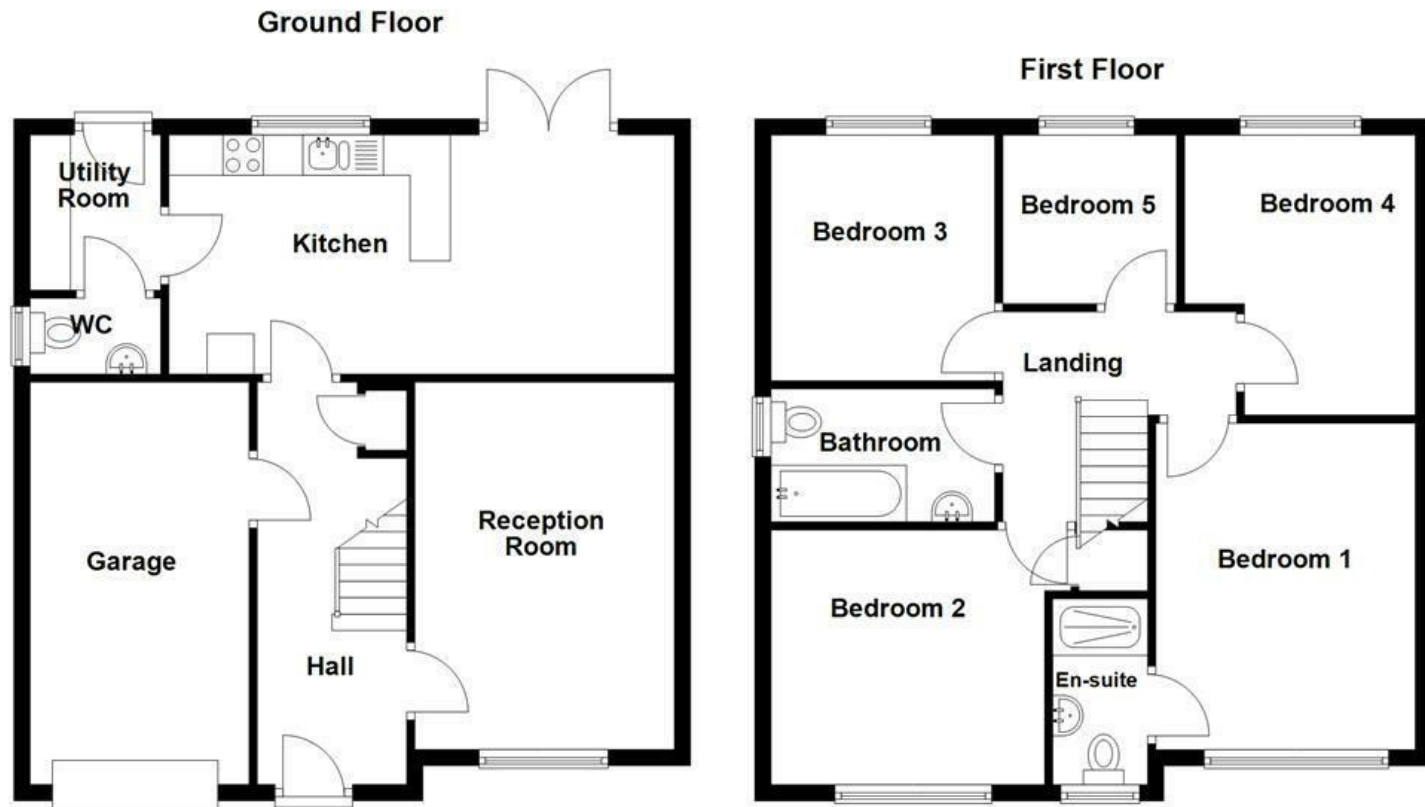 Ground Floor
Utility
Room
Kitchen
WC
Garage
Reception
Room
Hall
First Floor
Bedroom 3
Bedroom 5
Bedroom 4
Landing
Bathroom
Bedroom 2
Bedroom 1
En-suite